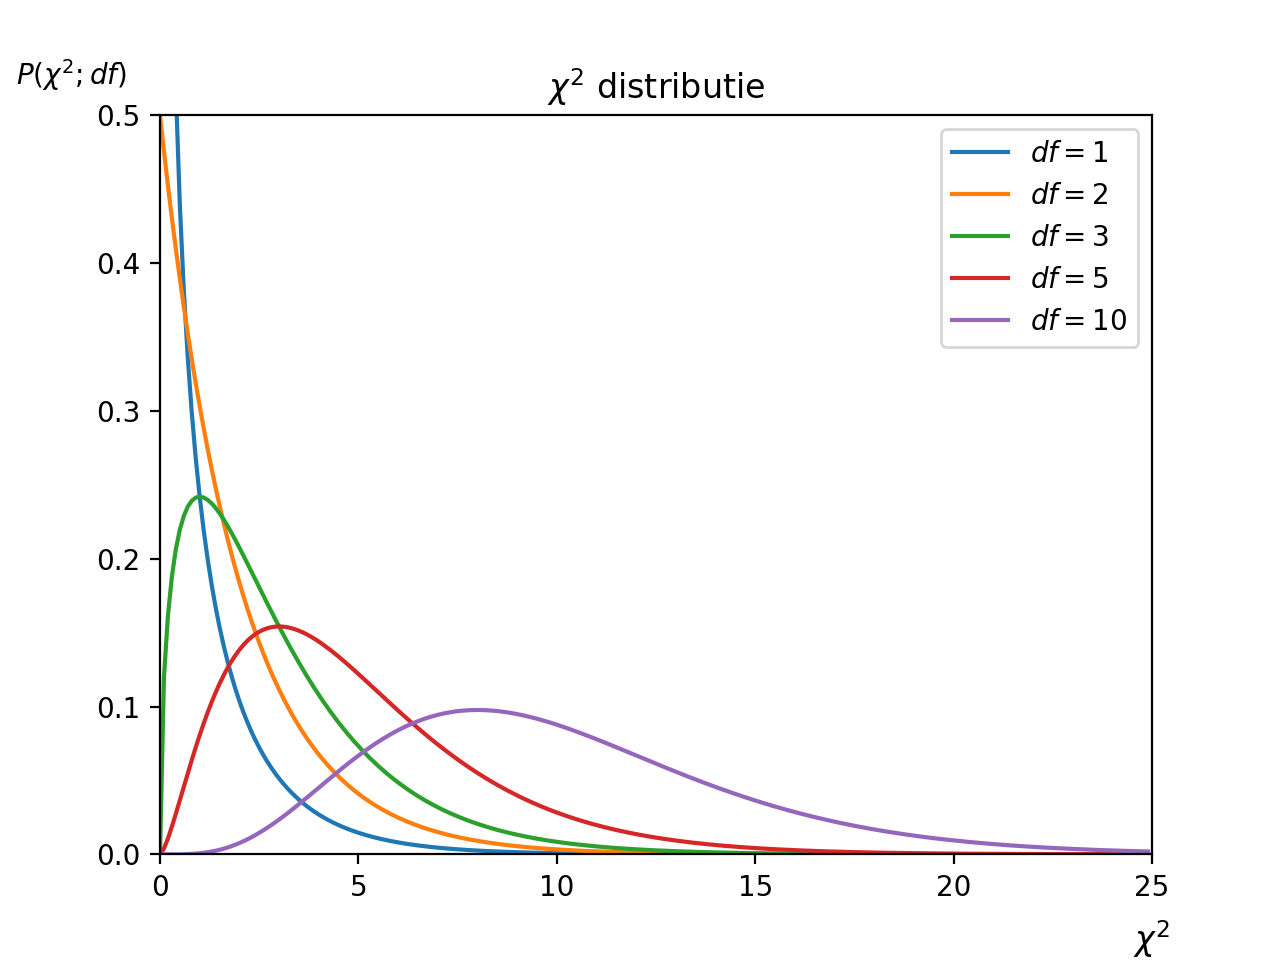 P(χ²; df)
χ² distributie
0.5
0.4
0.3
0.2
0.1
0.0
df = 1
df = 2
df = 3
df = 5
df = 10
0 5 10 15 20 25
χ²